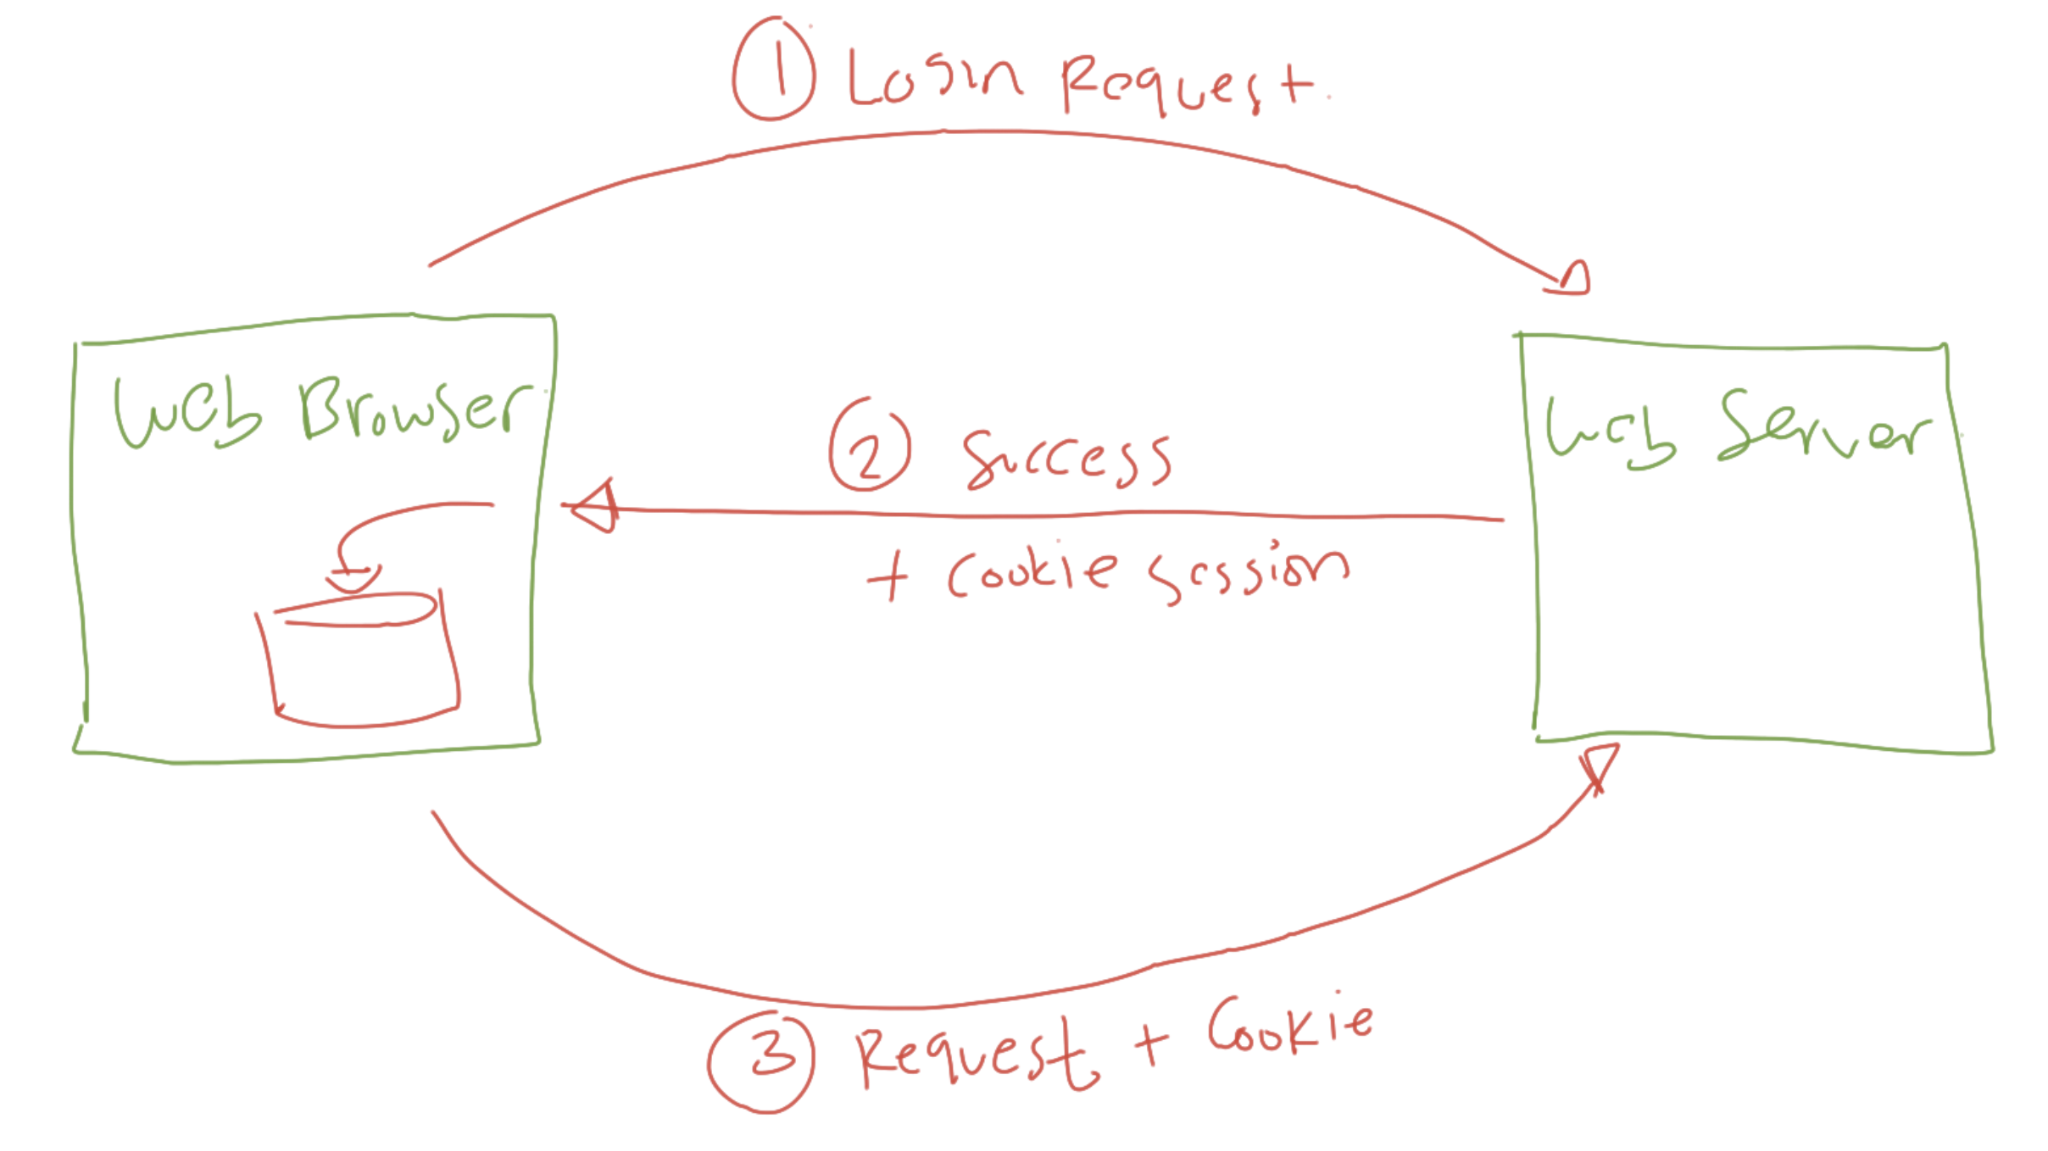 1 Login Request
Web Browser
Web Server
2 Success
+ Cookie session
3 Request + Cookie